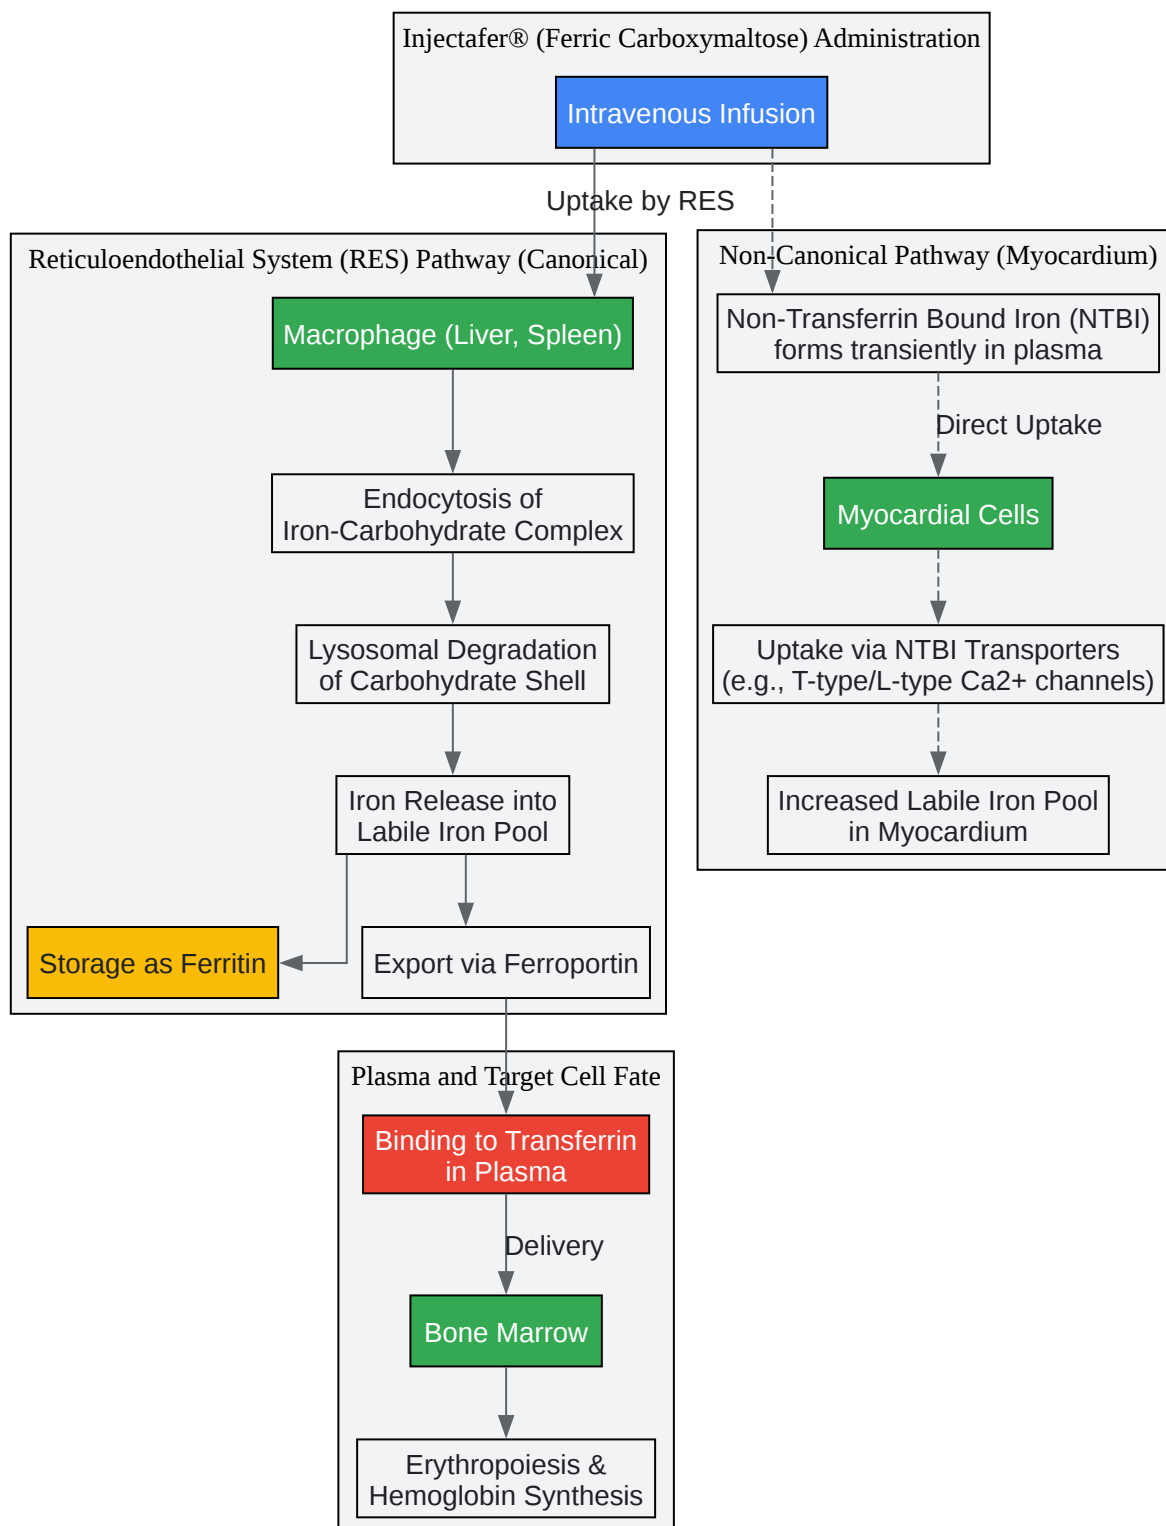 Injectafer® (Ferric Carboxymaltose) Administration
Intravenous Infusion
Uptake by RES
Reticuloendothelial System (RES) Pathway (Canonical)
Macrophage (Liver, Spleen)
Endocytosis of
Iron-Carbohydrate Complex
Lysosomal Degradation
of Carbohydrate Shell
Iron Release into
Labile Iron Pool
Storage as Ferritin
Export via Ferroportin
Non-Canonical Pathway (Myocardium)
Non-Transferrin Bound Iron (NTBI)
forms transiently in plasma
Direct Uptake
Myocardial Cells
Uptake via NTBI Transporters
(e.g., T-type/L-type Ca2+ channels)
Increased Labile Iron Pool
in Myocardium
Plasma and Target Cell Fate
Binding to Transferrin
in Plasma
Delivery
Bone Marrow
Erythropoiesis &
Hemoglobin Synthesis